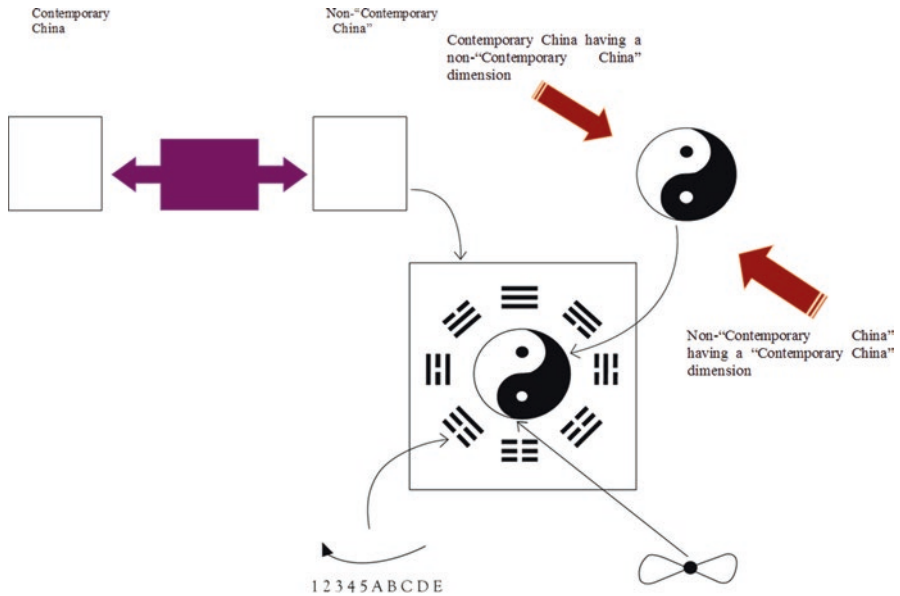 Contemporary
China
Non-“Contemporary
China”
Contemporary China having a
non-“Contemporary China”
dimension
Non-“Contemporary China”
having a “Contemporary China”
dimension
12345ABCDE